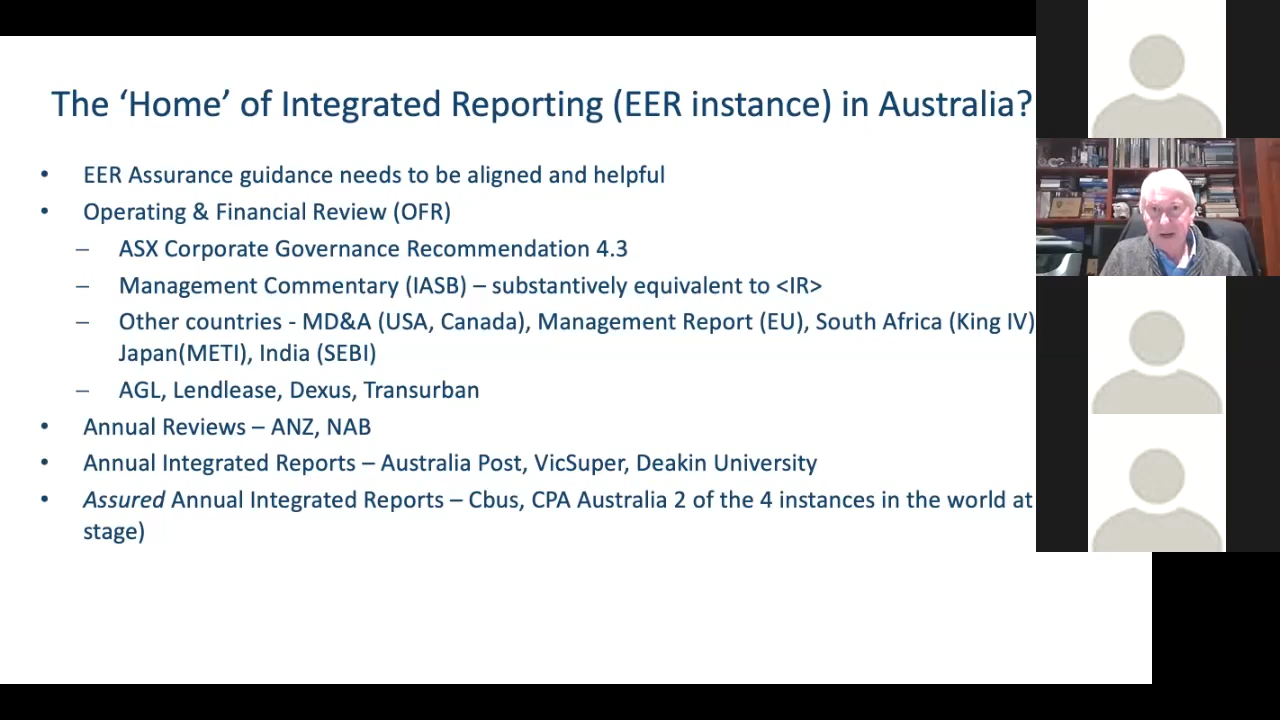 The ‘Home’ of Integrated Reporting (EER instance) in Australia?
• EER Assurance guidance needs to be aligned and helpful
• Operating & Financial Review (OFR)
– ASX Corporate Governance Recommendation 4.3
– Management Commentary (IASB) – substantively equivalent to <IR>
– Other countries - MD&A (USA, Canada), Management Report (EU), South Africa (King IV)
Japan(METI), India (SEBI)
– AGL, Lendlease, Dexus, Transurban
• Annual Reviews – ANZ, NAB
• Annual Integrated Reports – Australia Post, VicSuper, Deakin University
• Assured Annual Integrated Reports – Cbus, CPA Australia 2 of the 4 instances in the world at
stage)